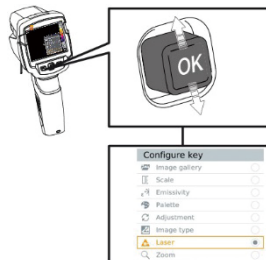 OK
Configure key
Image gallery
Scale
Emissivity
Palette
Adjustment
Image type
Laser
Zoom